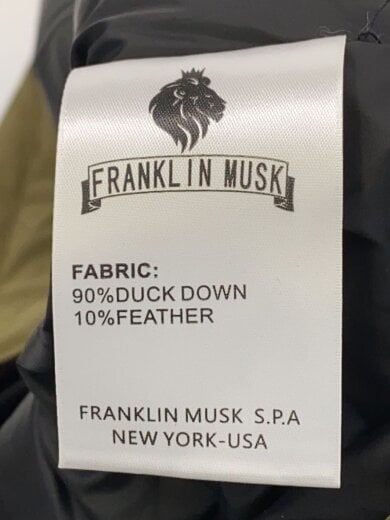 FRANKLIN MUSK
FABRIC:
90%DUCK DOWN
10%FEATHER
FRANKLIN MUSK S.P.A
NEW YORK-USA